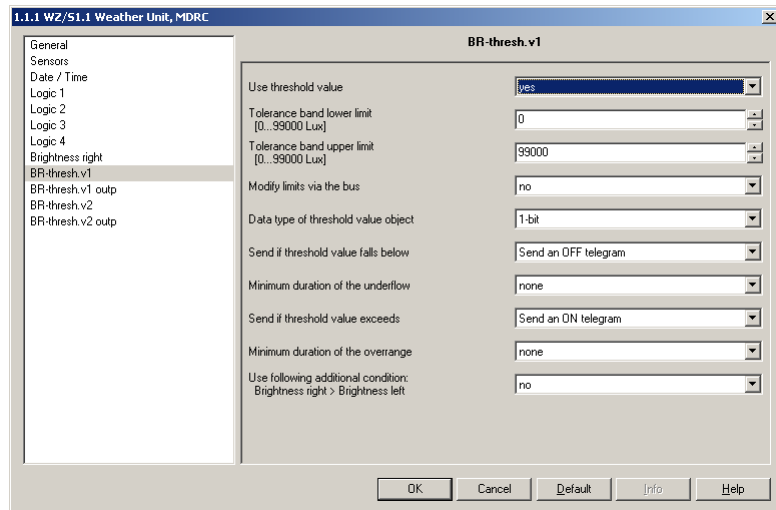 1.1.1 WZ/S1.1 Weather Unit, MDRC
General
Sensors
Date / Time
Logic 1
Logic 2
Logic 3
Logic 4
Brightness right
BR-thresh.v1
BR-thresh.v1 outp
BR-thresh.v2
BR-thresh.v2 outp
BR-thresh.v1
Use threshold value
yes
Tolerance band lower limit
[0...99000 Lux]
0
Tolerance band upper limit
[0...99000 Lux]
99000
Modify limits via the bus
no
Data type of threshold value object
1-bit
Send if threshold value falls below
Send an OFF telegram
Minimum duration of the underflow
none
Send if threshold value exceeds
Send an ON telegram
Minimum duration of the overrange
none
Use following additional condition:
Brightness right > Brightness left
no
OK
Cancel
Default
Info
Help